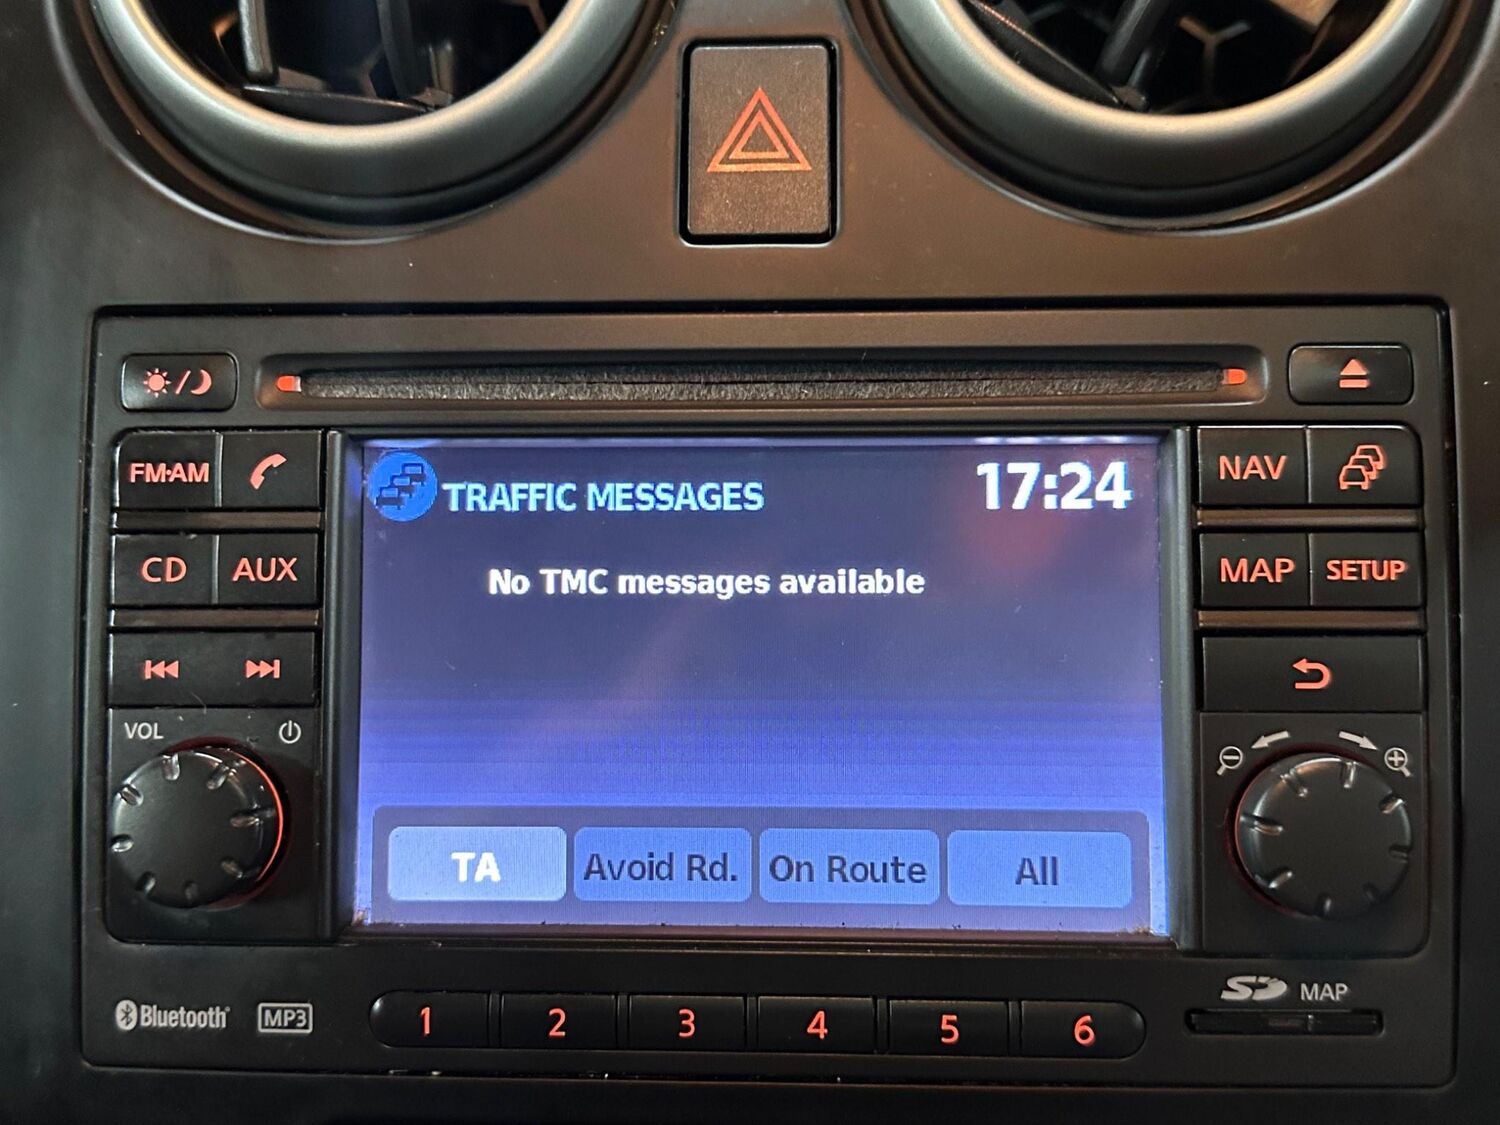 FM·AM
NAV
TRAFFIC MESSAGES
17:24
No TMC messages available
CD
AUX
MAP
SETUP
VOL
TA
Avoid Rd.
On Route
All
Bluetooth
MP3
1
2
3
4
5
6
SD
MAP